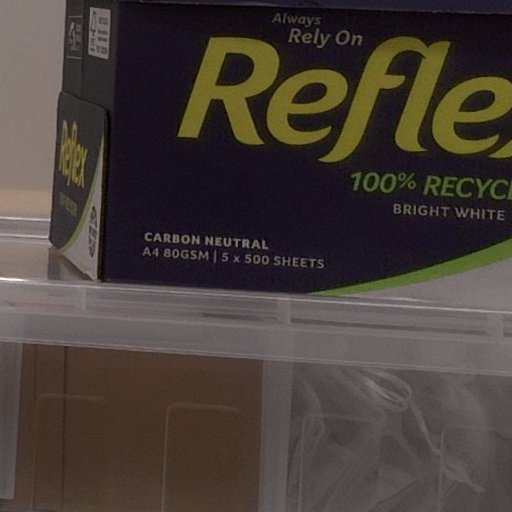 Always
Rely On
Reflex
100% RECYC
BRIGHT WHITE
CARBON NEUTRAL
A4 80GSM | 5 x 500 SHEETS
Reflex